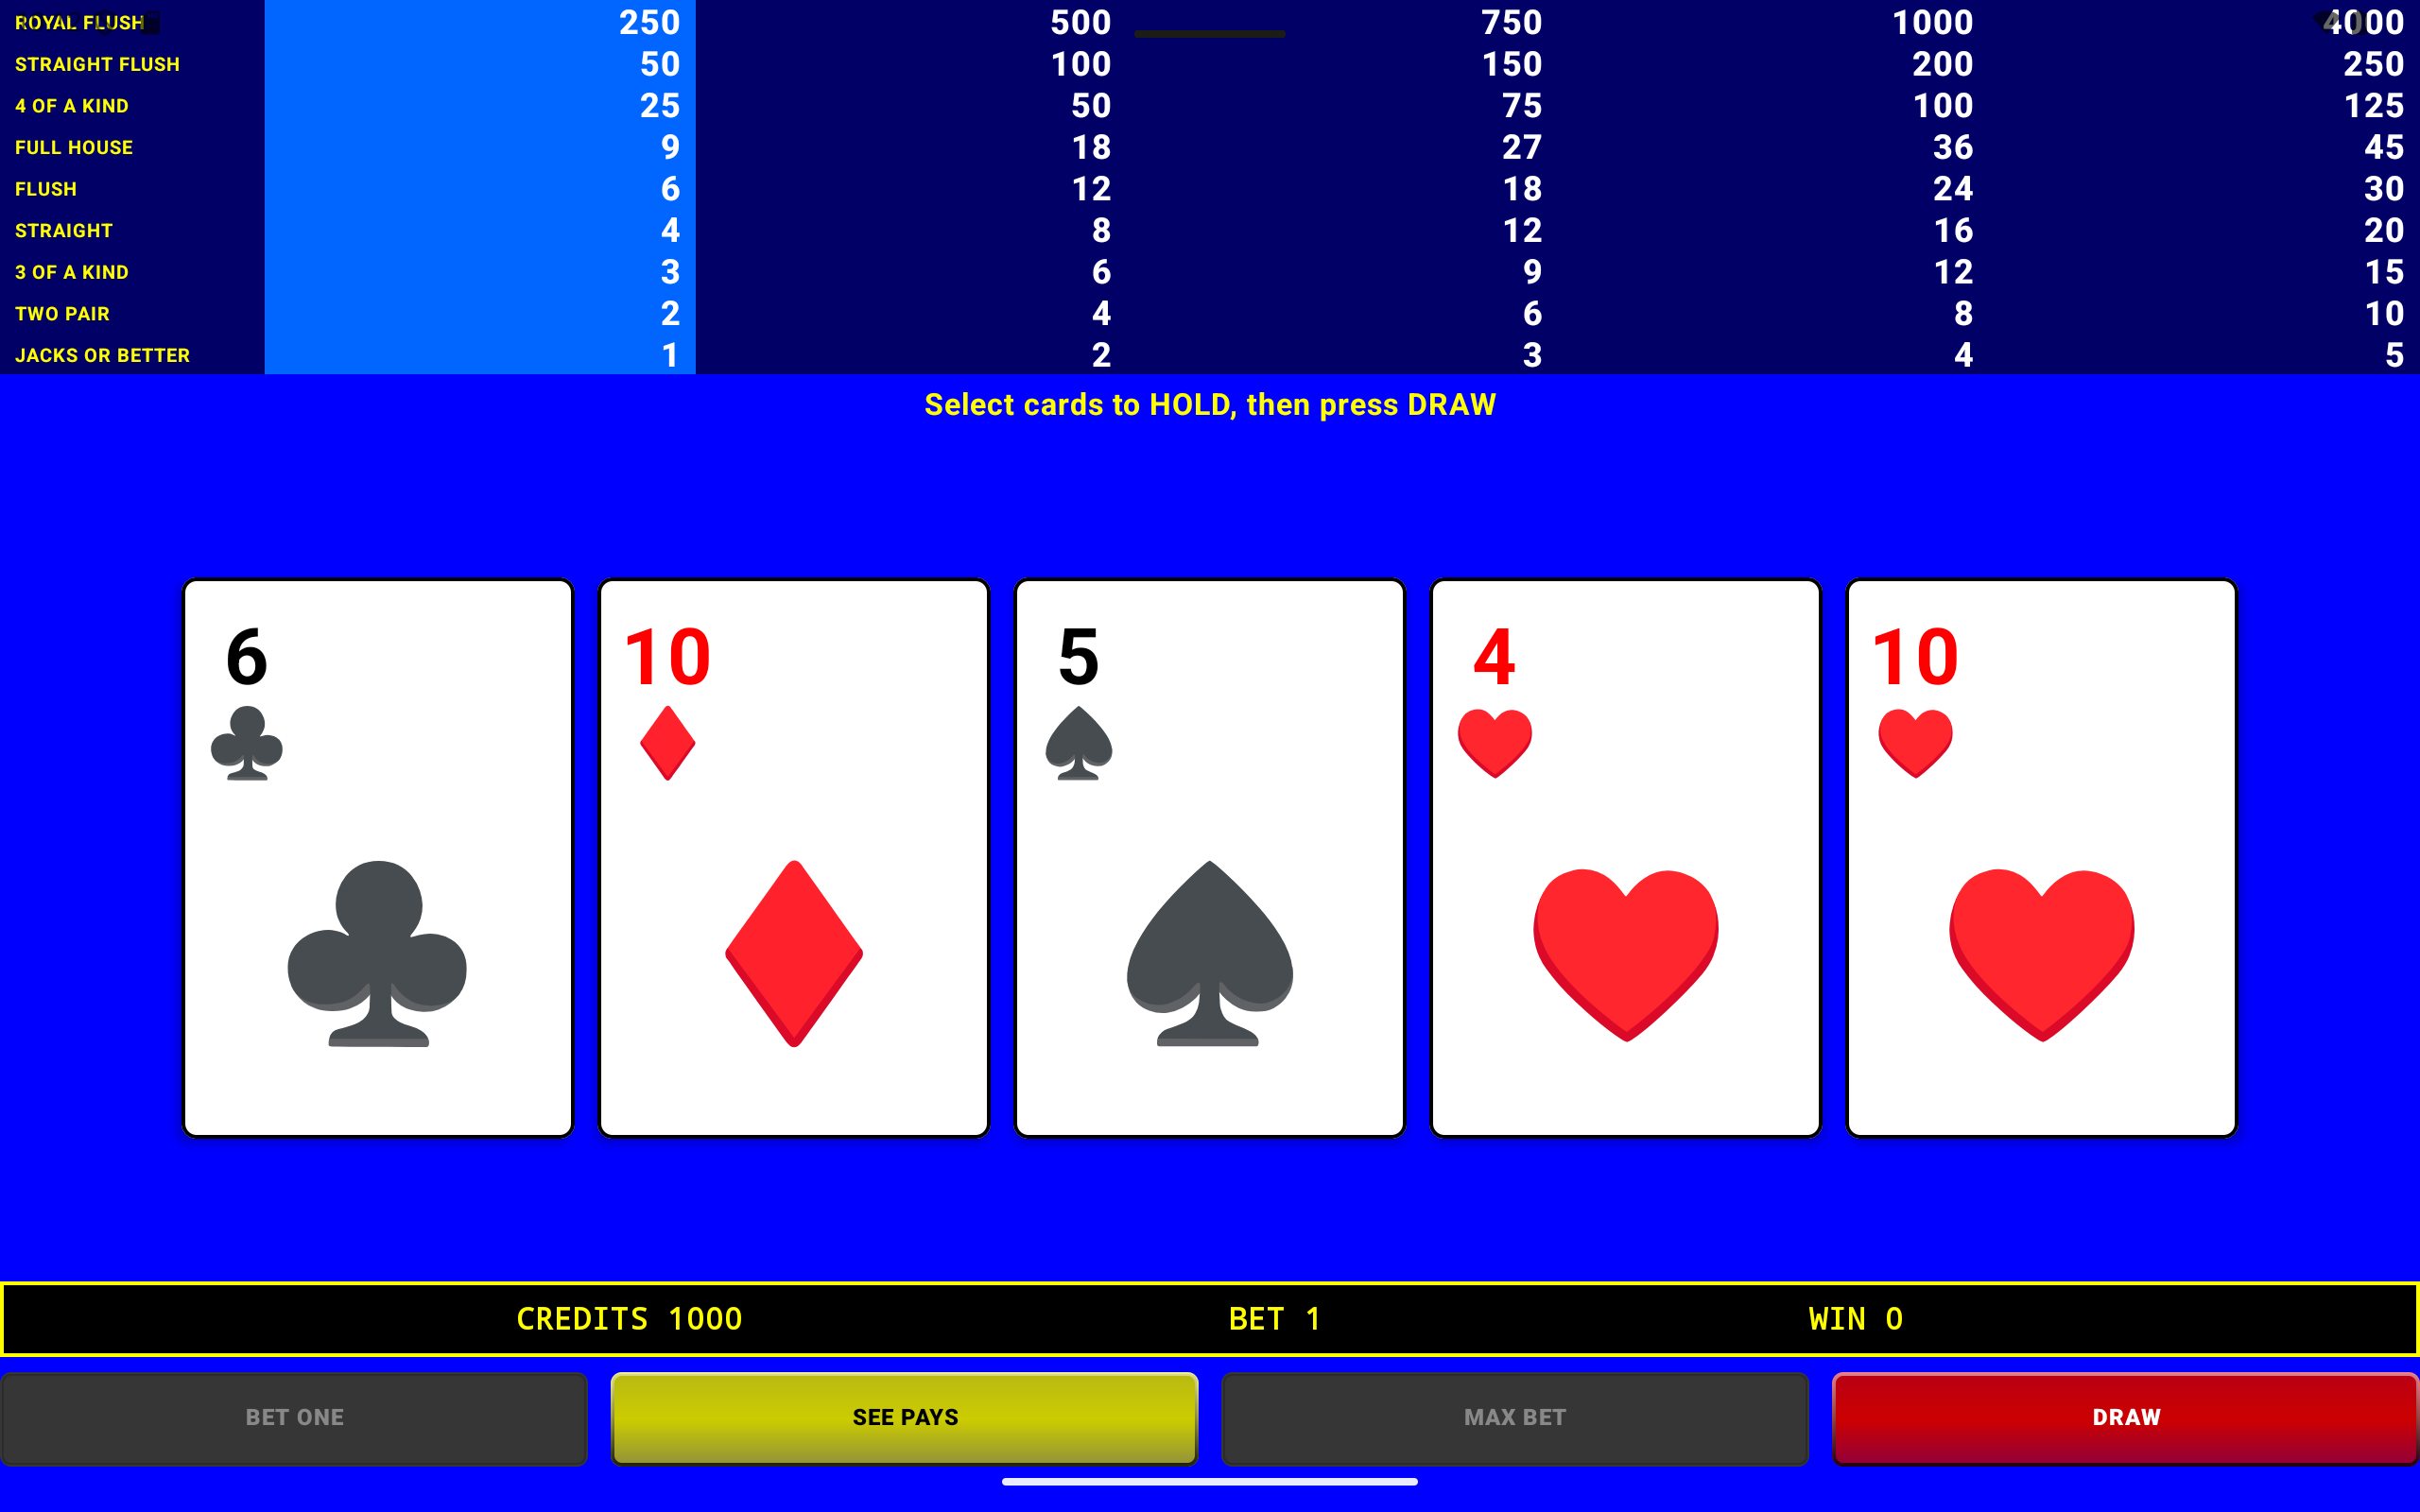 ROYAL FLUSH 250 500 750 1000 4000
STRAIGHT FLUSH 50 100 150 200 250
4 OF A KIND 25 50 75 100 125
FULL HOUSE 9 18 27 36 45
FLUSH 6 12 18 24 30
STRAIGHT 4 8 12 16 20
3 OF A KIND 3 6 9 12 15
TWO PAIR 2 4 6 8 10
JACKS OR BETTER 1 2 3 4 5
Select cards to HOLD, then press DRAW
6 10 5 4 10
CREDITS 1000 BET 1 WIN 0
BET ONE SEE PAYS MAX BET DRAW